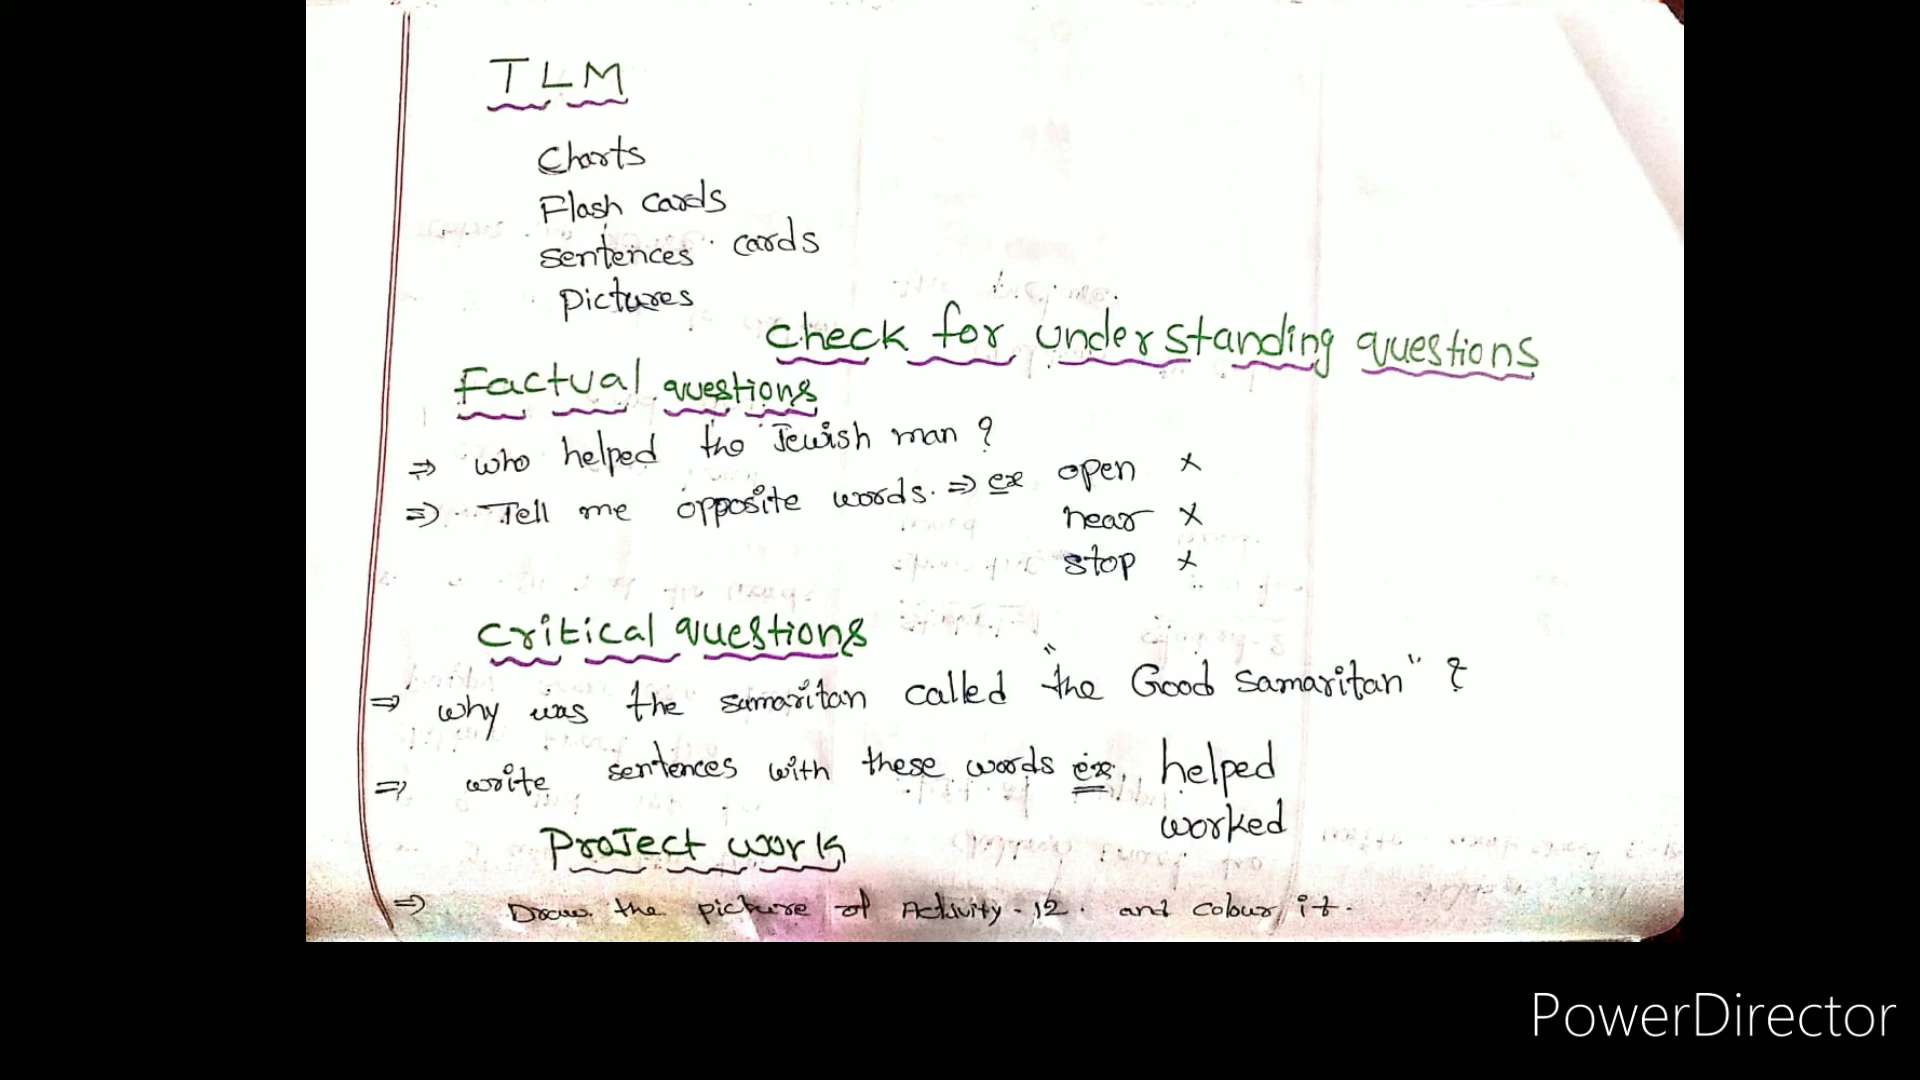 TLM
Charts
Flash cards
sentences cards
pictures
check for understanding questions
Factual questions
⇒ who helped the Jewish man?
⇒ Tell me opposite words. ⇒ ex open ×
near ×
stop ×
critical questions
⇒ why was the samaritan called "the Good samaritan"?
⇒ write sentences with these words ex. helped
worked
Project work
⇒ Draw the picture of Activity-12. and colour it.
PowerDirector